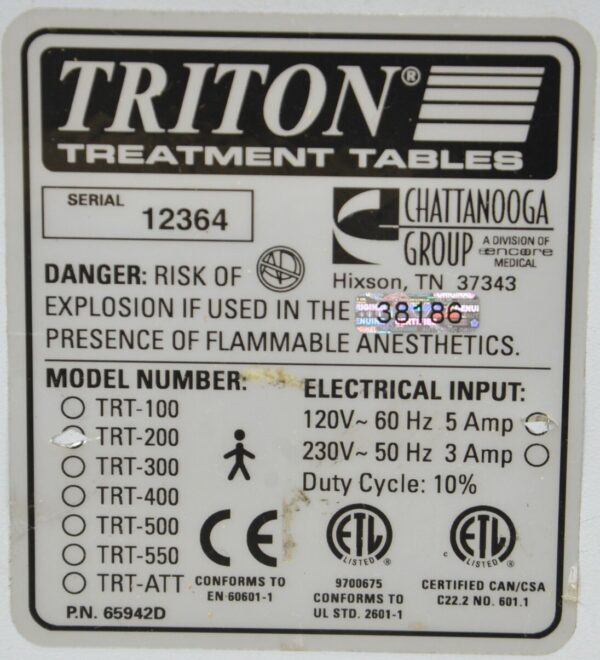 TRITON®
TREATMENT TABLES
SERIAL 12364
CHATTANOOGA
GROUP A DIVISION OF
encore
MEDICAL
Hixson, TN 37343
DANGER: RISK OF
EXPLOSION IF USED IN THE
38186
PRESENCE OF FLAMMABLE ANESTHETICS.
MODEL NUMBER:
TRT-100
TRT-200
TRT-300
TRT-400
TRT-500
TRT-550
TRT-ATT
P.N. 65942D
ELECTRICAL INPUT:
120V~ 60 Hz 5 Amp
230V~ 50 Hz 3 Amp
Duty Cycle: 10%
CE
CONFORMS TO
EN 60601-1
ETL
LISTED
9700675
CONFORMS TO
UL STD. 2601-1
c ETL
LISTED
CERTIFIED CAN/CSA
C22.2 NO. 601.1